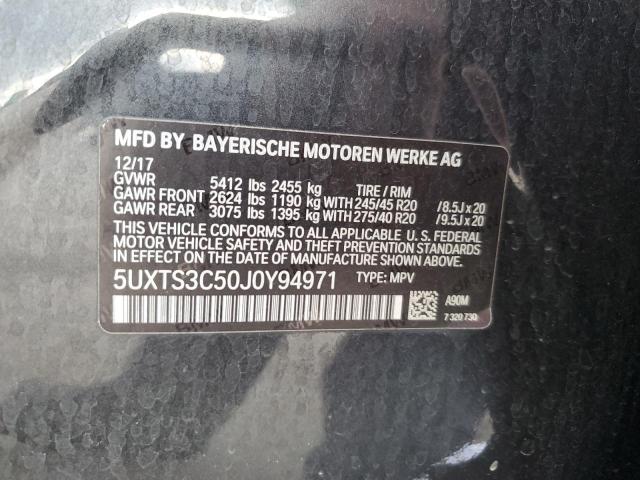 MFD BY: BAYERISCHE MOTOREN WERKE AG
12/17
GVWR 5412 lbs 2455 kg TIRE / RIM
GAWR FRONT 2624 lbs 1190 kg WITH 245/45 R20 /8.5J x 20
GAWR REAR 3075 lbs 1395 kg WITH 275/40 R20 /9.5J x 20
THIS VEHICLE CONFORMS TO ALL APPLICABLE U. S. FEDERAL
MOTOR VEHICLE SAFETY AND THEFT PREVENTION STANDARDS
IN EFFECT ON THE DATE OF MANUFACTURE SHOWN ABOVE.
5UXTS3C50J0Y94971 TYPE: MPV
A90M
7 320 730